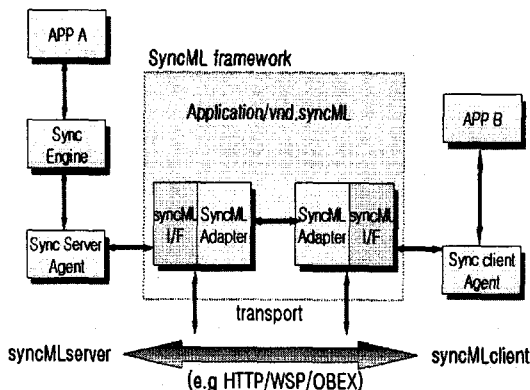 APP A
SyncML framework
Application/vnd.syncML
APP B
Sync
Engine
syncML
I/F
SyncML
Adapter
SyncML
Adapter
syncML
I/F
Sync Server
Agent
Sync client
Agent
transport
syncMLserver
syncMLclient
(e.g HTTP/WSP/OBEX)